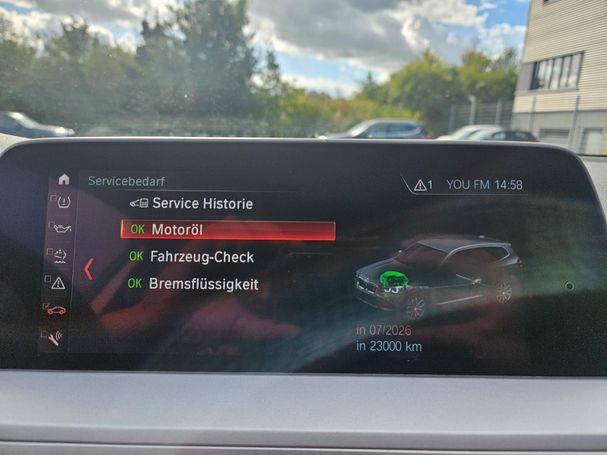 Servicebedarf
1 YOU FM 14:58
Service Historie
OK Motoröl
OK Fahrzeug-Check
OK Bremsflüssigkeit
in 07/2026
in 23000 km